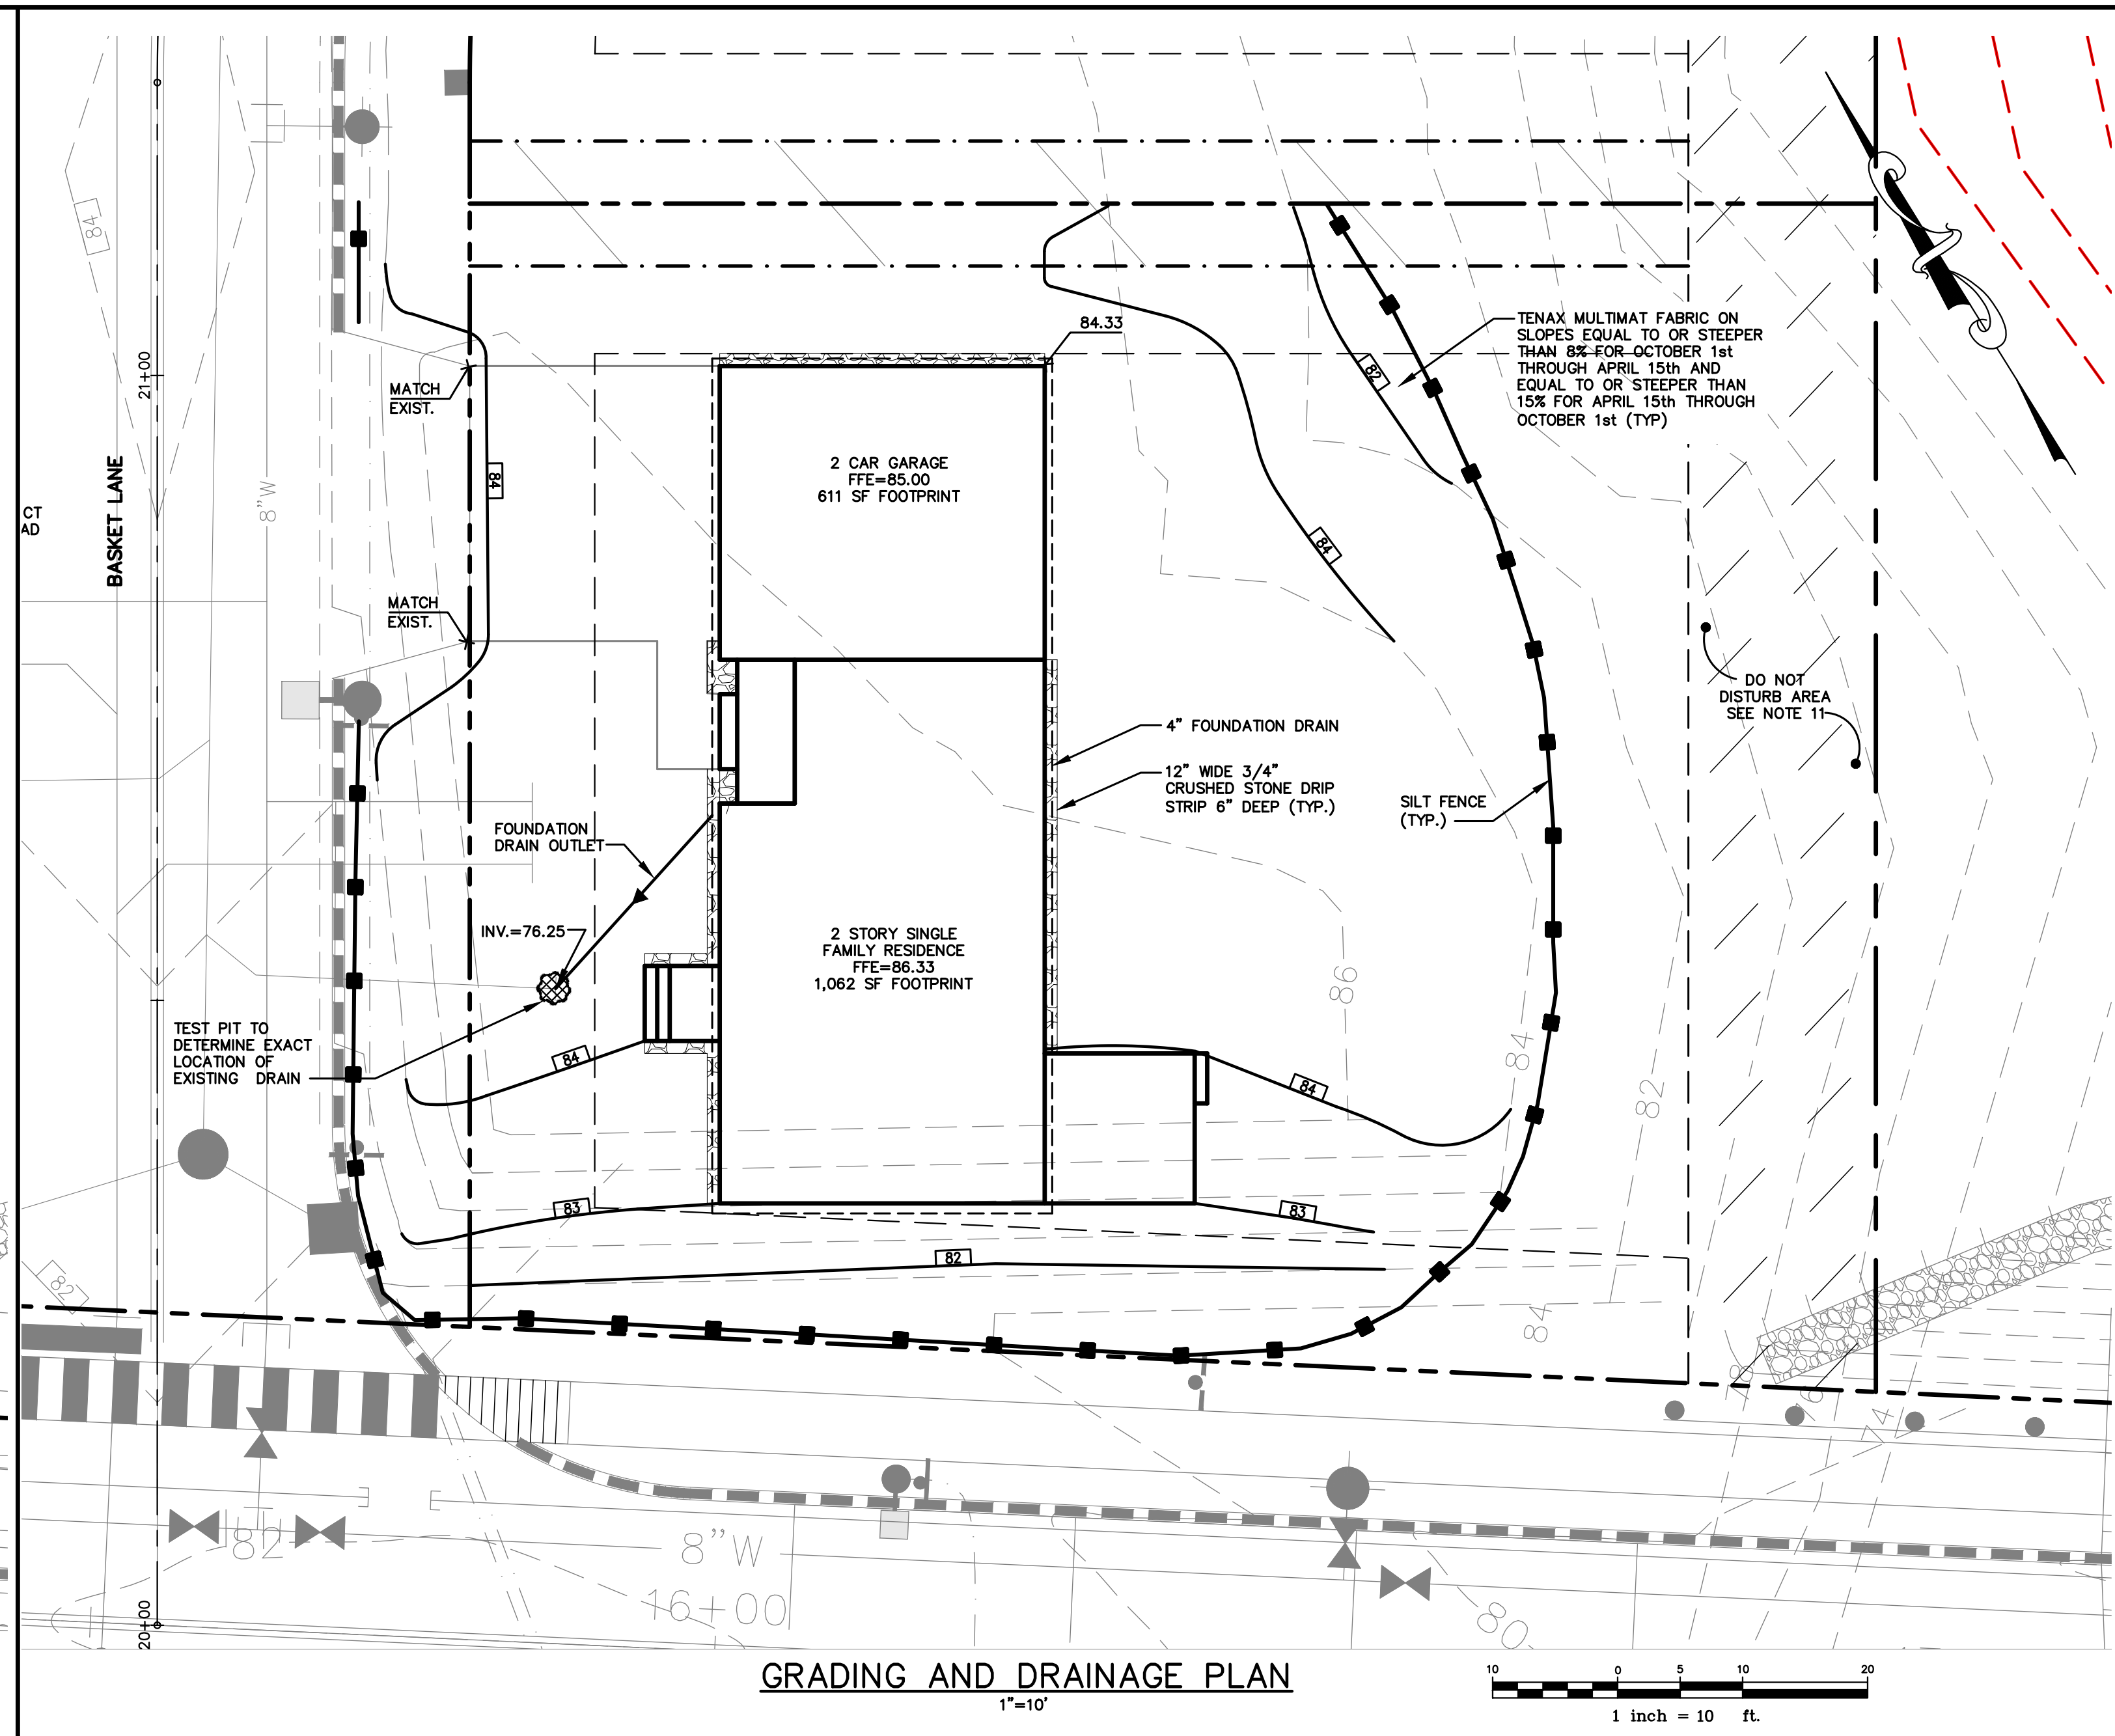 84
84.33
TENAX MULTIMAT FABRIC ON
SLOPES EQUAL TO OR STEEPER
THAN 8% FOR OCTOBER 1st
THROUGH APRIL 15th AND
EQUAL TO OR STEEPER THAN
15% FOR APRIL 15th THROUGH
OCTOBER 1st (TYP)
82
21+00
MATCH
EXIST.
BASKET LANE
8"W
84
CT
AD
2 CAR GARAGE
FFE=85.00
611 SF FOOTPRINT
84
MATCH
EXIST.
DO NOT
DISTURB AREA
SEE NOTE 11
4" FOUNDATION DRAIN
12" WIDE 3/4"
CRUSHED STONE DRIP
STRIP 6" DEEP (TYP.)
SILT FENCE
(TYP.)
FOUNDATION
DRAIN OUTLET
INV.=76.25
2 STORY SINGLE
FAMILY RESIDENCE
FFE=86.33
1,062 SF FOOTPRINT
86
TEST PIT TO
DETERMINE EXACT
LOCATION OF
EXISTING DRAIN
84
84
84
82
83
83
82
82
84
82
8"W
16+00
80
20+00
GRADING AND DRAINAGE PLAN
1"=10'
10 0 5 10 20
1 inch = 10 ft.